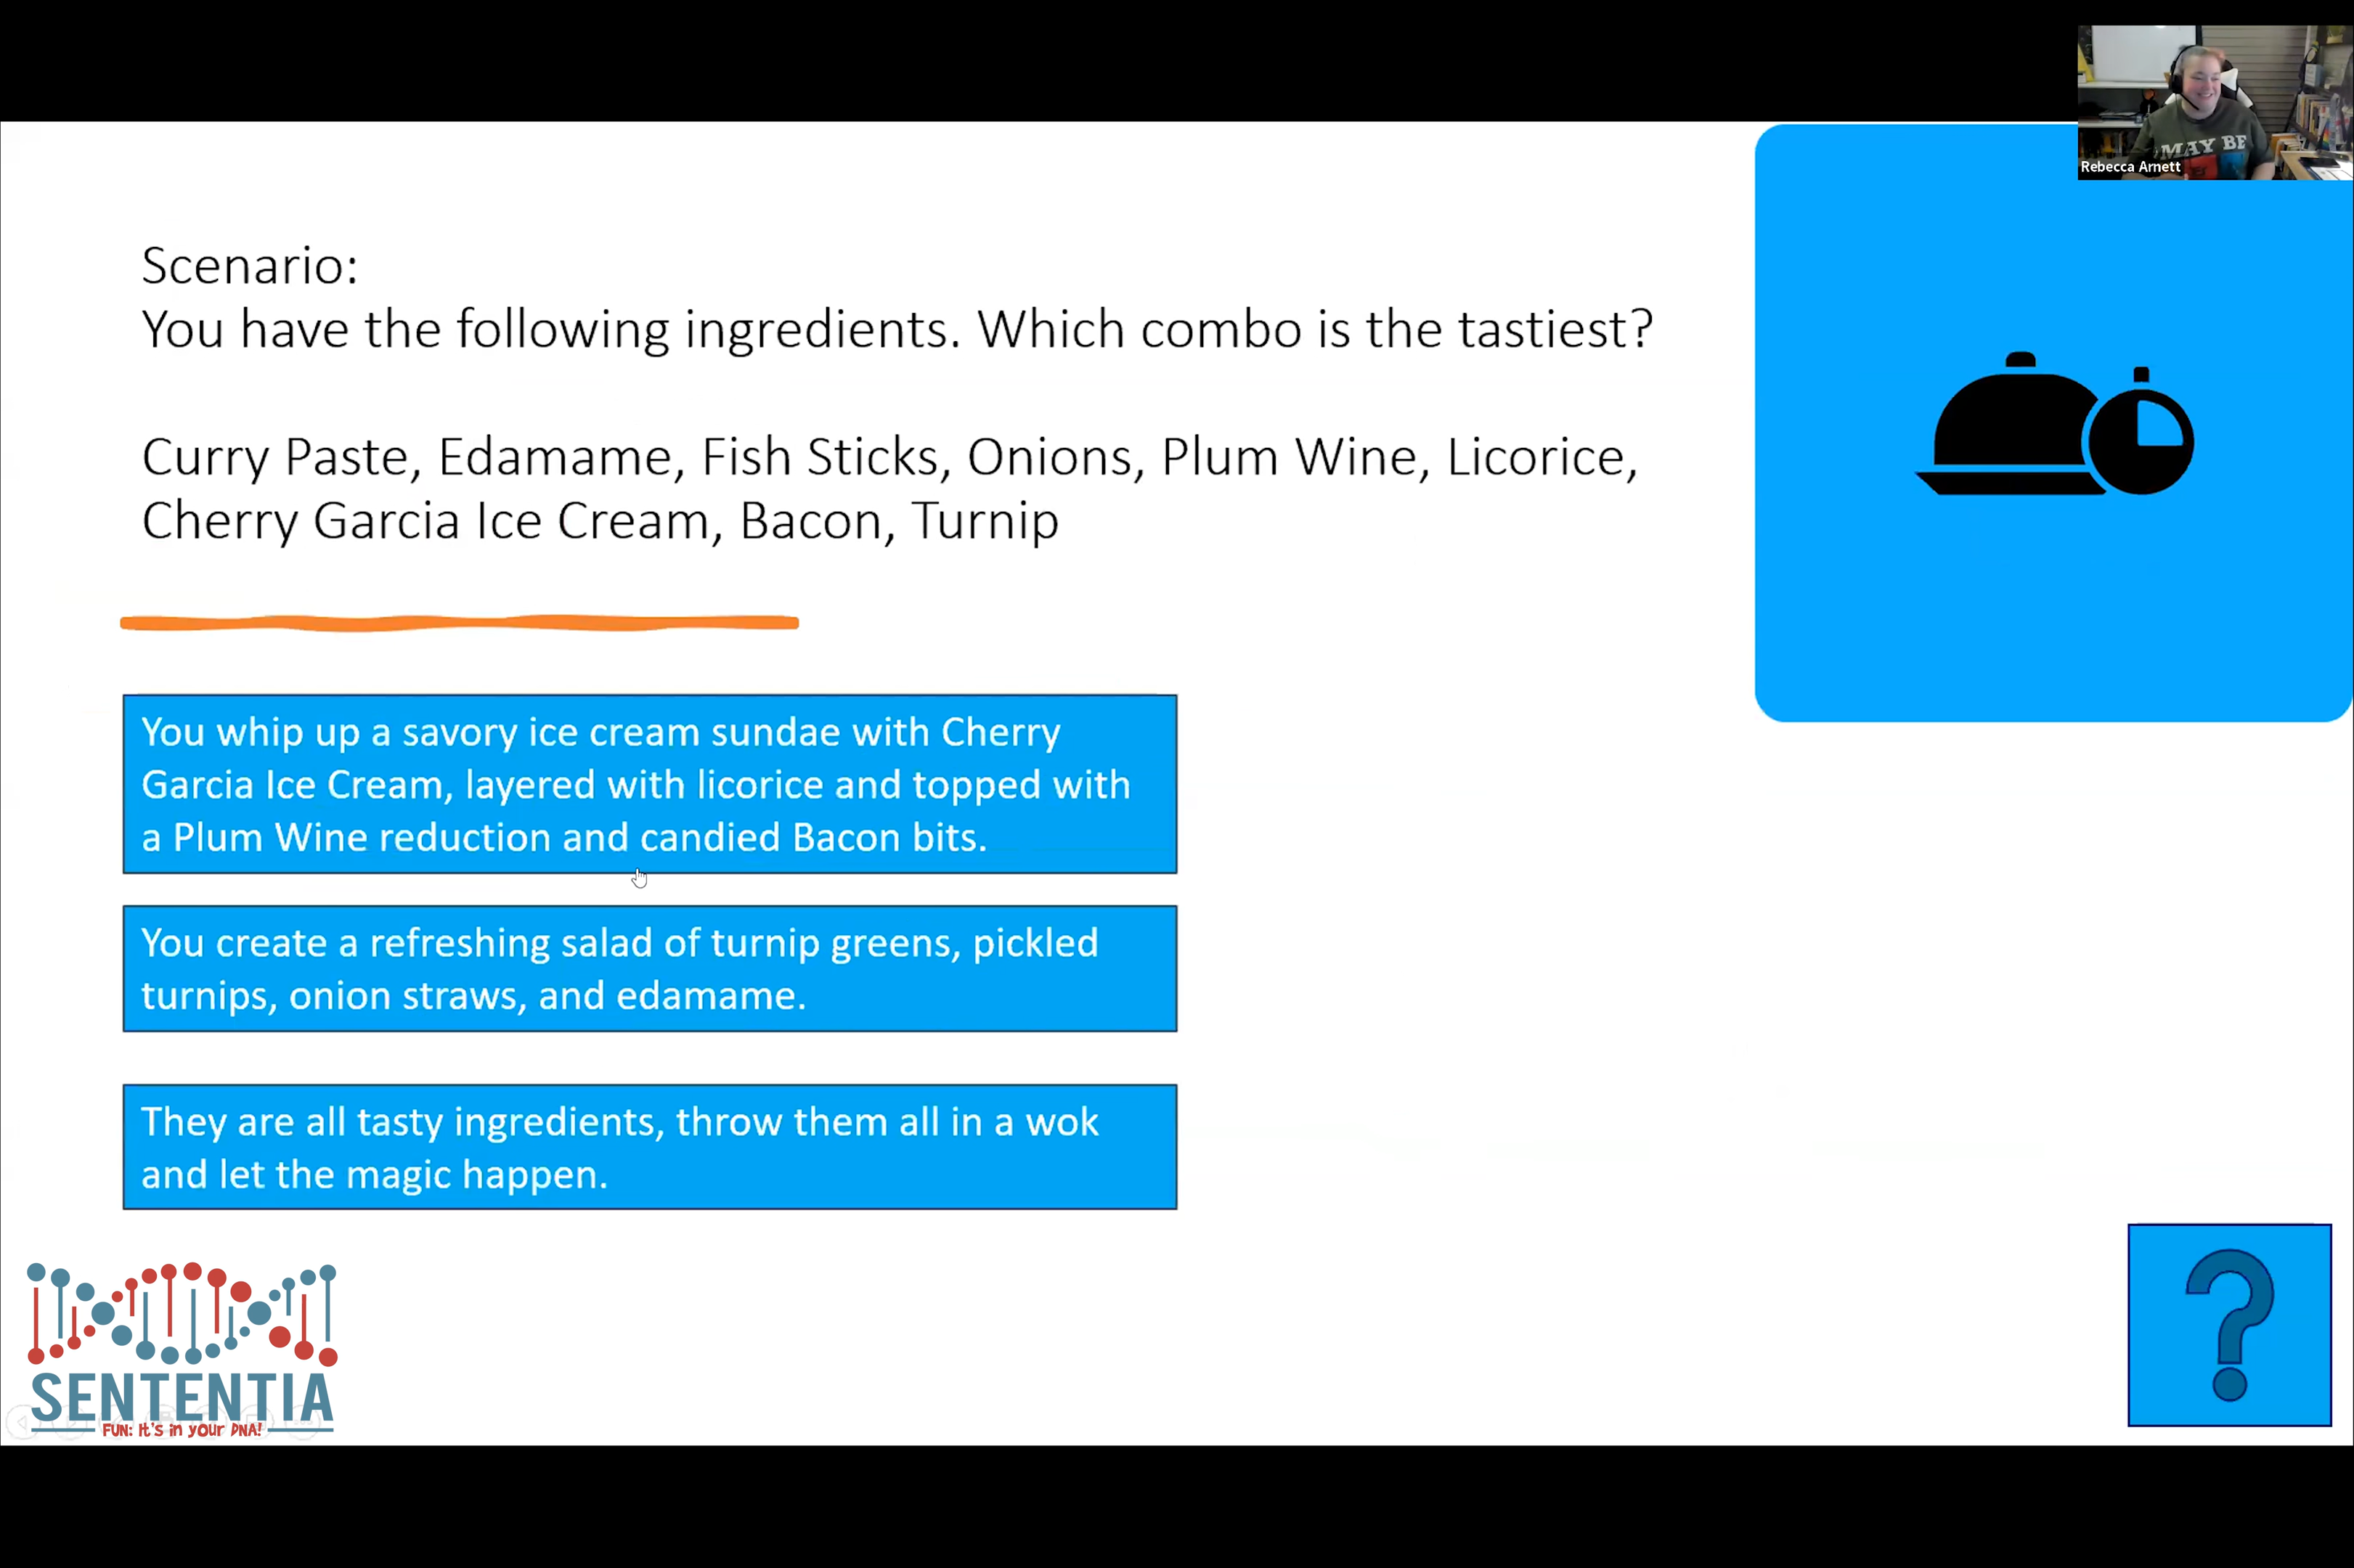 Rebecca Arnett
Scenario:
You have the following ingredients. Which combo is the tastiest?
Curry Paste, Edamame, Fish Sticks, Onions, Plum Wine, Licorice,
Cherry Garcia Ice Cream, Bacon, Turnip
You whip up a savory ice cream sundae with Cherry
Garcia Ice Cream, layered with licorice and topped with
a Plum Wine reduction and candied Bacon bits.
You create a refreshing salad of turnip greens, pickled
turnips, onion straws, and edamame.
They are all tasty ingredients, throw them all in a wok
and let the magic happen.
?
SENTENTIA
FUN: It's in your DNA!
MAY BE